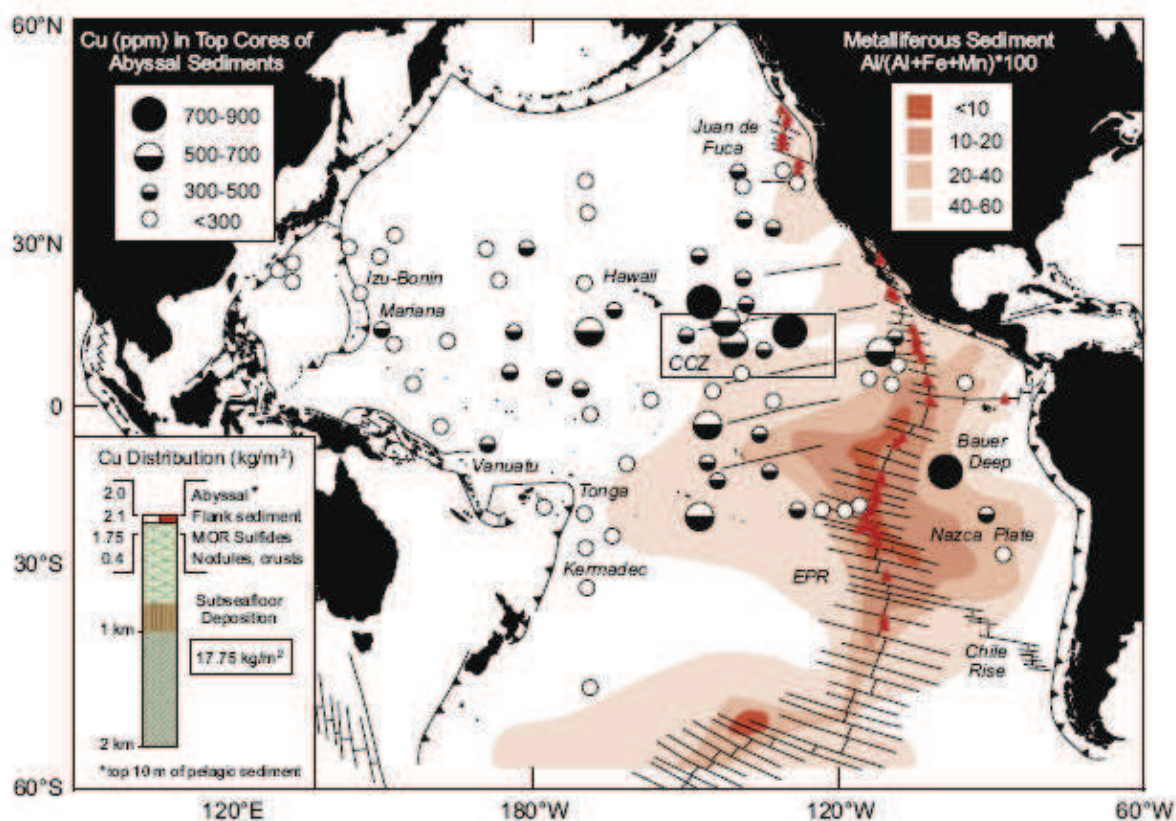 60°N
30°N
0
30°S
60°S
120°E
180°W
120°W
60°W
Cu (ppm) in Top Cores of
Abyssal Sediments
700-900
500-700
300-500
<300
Metalliferous Sediment
Al/(Al+Fe+Mn)*100
<10
10-20
20-40
40-60
Juan de
Fuca
Hawaii
Izu-Bonin
Mariana
CCZ
Vanuatu
Tonga
Kermadec
Bauer
Deep
Nazca Plate
EPR
Chile
Rise
Cu Distribution (kg/m²)
2.0 Abyssal*
2.1 Flank sediment
1.75 MOR Sulfides
0.4 Nodules, crusts
Subseafloor
Deposition
1 km
17.75 kg/m²
2 km
*top 10 m of pelagic sediment